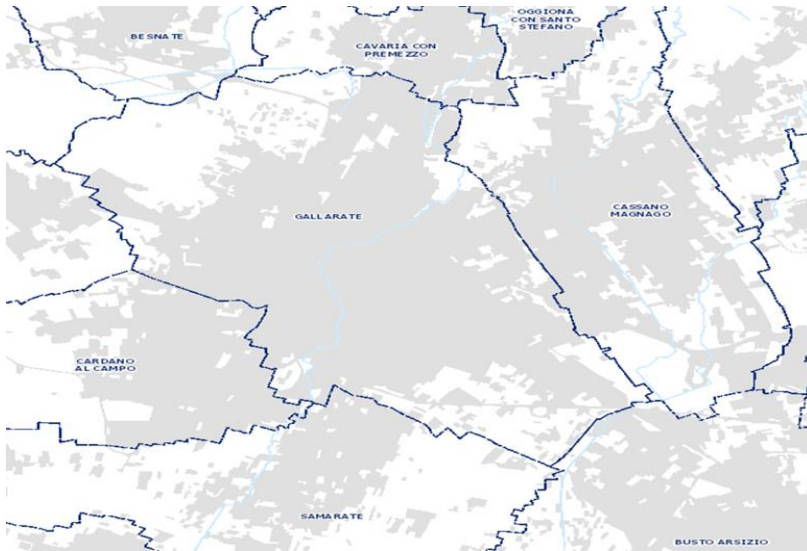 OGGIONA
CON SANTO
STEFANO
BESNATE
CAVARIA CON
PREMEZZO
GALLARATE
CASSANO
MAGNAGO
CARDANO
AL CAMPO
SAMARATE
BUSTO ARSIZIO